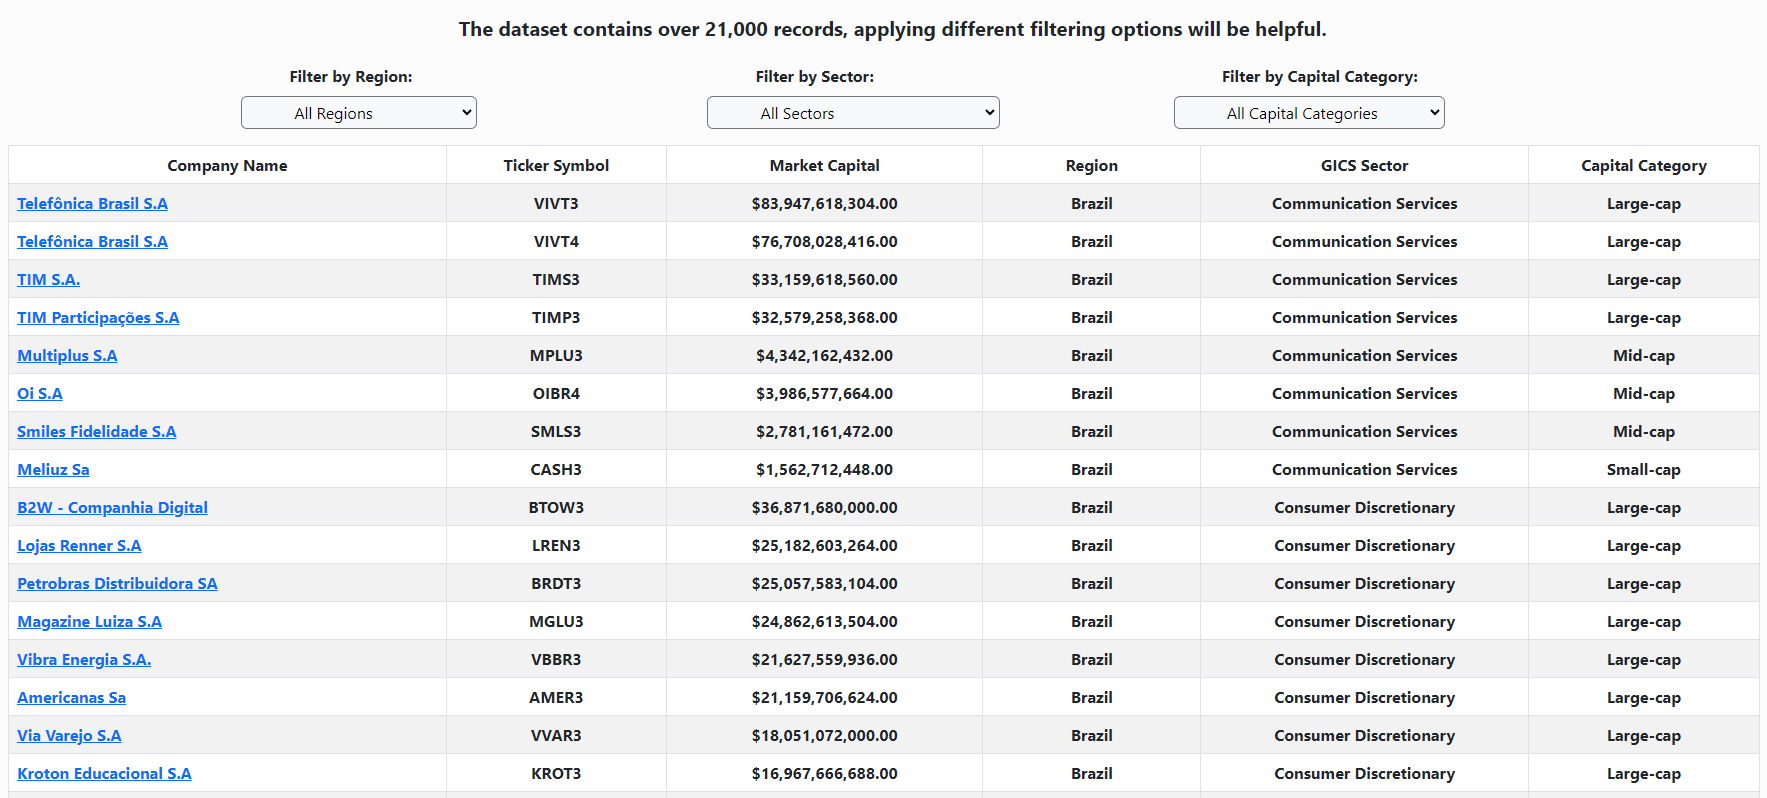 The dataset contains over 21,000 records, applying different filtering options will be helpful.
Filter by Region: Filter by Sector: Filter by Capital Category:
All Regions All Sectors All Capital Categories
Company Name Ticker Symbol Market Capital Region GICS Sector Capital Category
Telefônica Brasil S.A VIVT3 $83,947,618,304.00 Brazil Communication Services Large-cap
Telefônica Brasil S.A VIVT4 $76,708,028,416.00 Brazil Communication Services Large-cap
TIM S.A. TIMS3 $33,159,618,560.00 Brazil Communication Services Large-cap
TIM Participações S.A TIMP3 $32,579,258,368.00 Brazil Communication Services Large-cap
Multiplus S.A MPLU3 $4,342,162,432.00 Brazil Communication Services Mid-cap
Oi S.A OIBR4 $3,986,577,664.00 Brazil Communication Services Mid-cap
Smiles Fidelidade S.A SMLS3 $2,781,161,472.00 Brazil Communication Services Mid-cap
Meliuz Sa CASH3 $1,562,712,448.00 Brazil Communication Services Small-cap
B2W - Companhia Digital BTOW3 $36,871,680,000.00 Brazil Consumer Discretionary Large-cap
Lojas Renner S.A LREN3 $25,182,603,264.00 Brazil Consumer Discretionary Large-cap
Petrobras Distribuidora SA BRDT3 $25,057,583,104.00 Brazil Consumer Discretionary Large-cap
Magazine Luiza S.A MGLU3 $24,862,613,504.00 Brazil Consumer Discretionary Large-cap
Vibra Energia S.A. VBBR3 $21,627,559,936.00 Brazil Consumer Discretionary Large-cap
Americanas Sa AMER3 $21,159,706,624.00 Brazil Consumer Discretionary Large-cap
Via Varejo S.A VVAR3 $18,051,072,000.00 Brazil Consumer Discretionary Large-cap
Kroton Educacional S.A KROT3 $16,967,666,688.00 Brazil Consumer Discretionary Large-cap